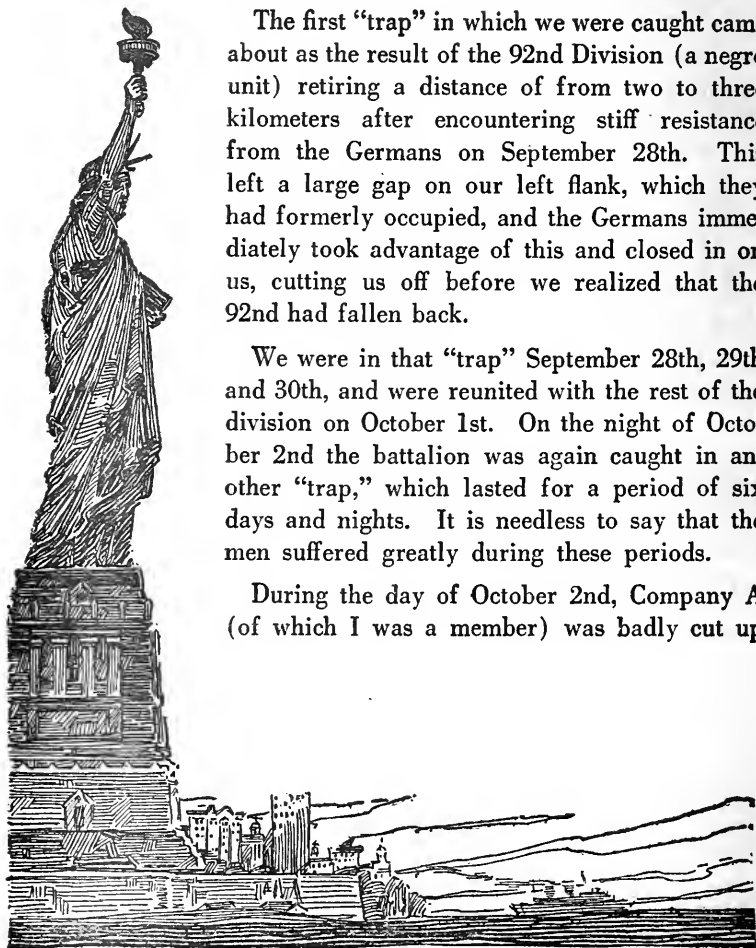 The first “trap” in which we were caught cam
about as the result of the 92nd Division (a negr
unit) retiring a distance of from two to thre
kilometers after encountering stiff resistanc
from the Germans on September 28th. Thi
left a large gap on our left flank, which they
had formerly occupied, and the Germans imme
diately took advantage of this and closed in on
us, cutting us off before we realized that the
92nd had fallen back.
We were in that “trap” September 28th, 29th
and 30th, and were reunited with the rest of the
division on October 1st. On the night of Octo
ber 2nd the battalion was again caught in an
other “trap,” which lasted for a period of six
days and nights. It is needless to say that the
men suffered greatly during these periods.
During the day of October 2nd, Company A
(of which I was a member) was badly cut up